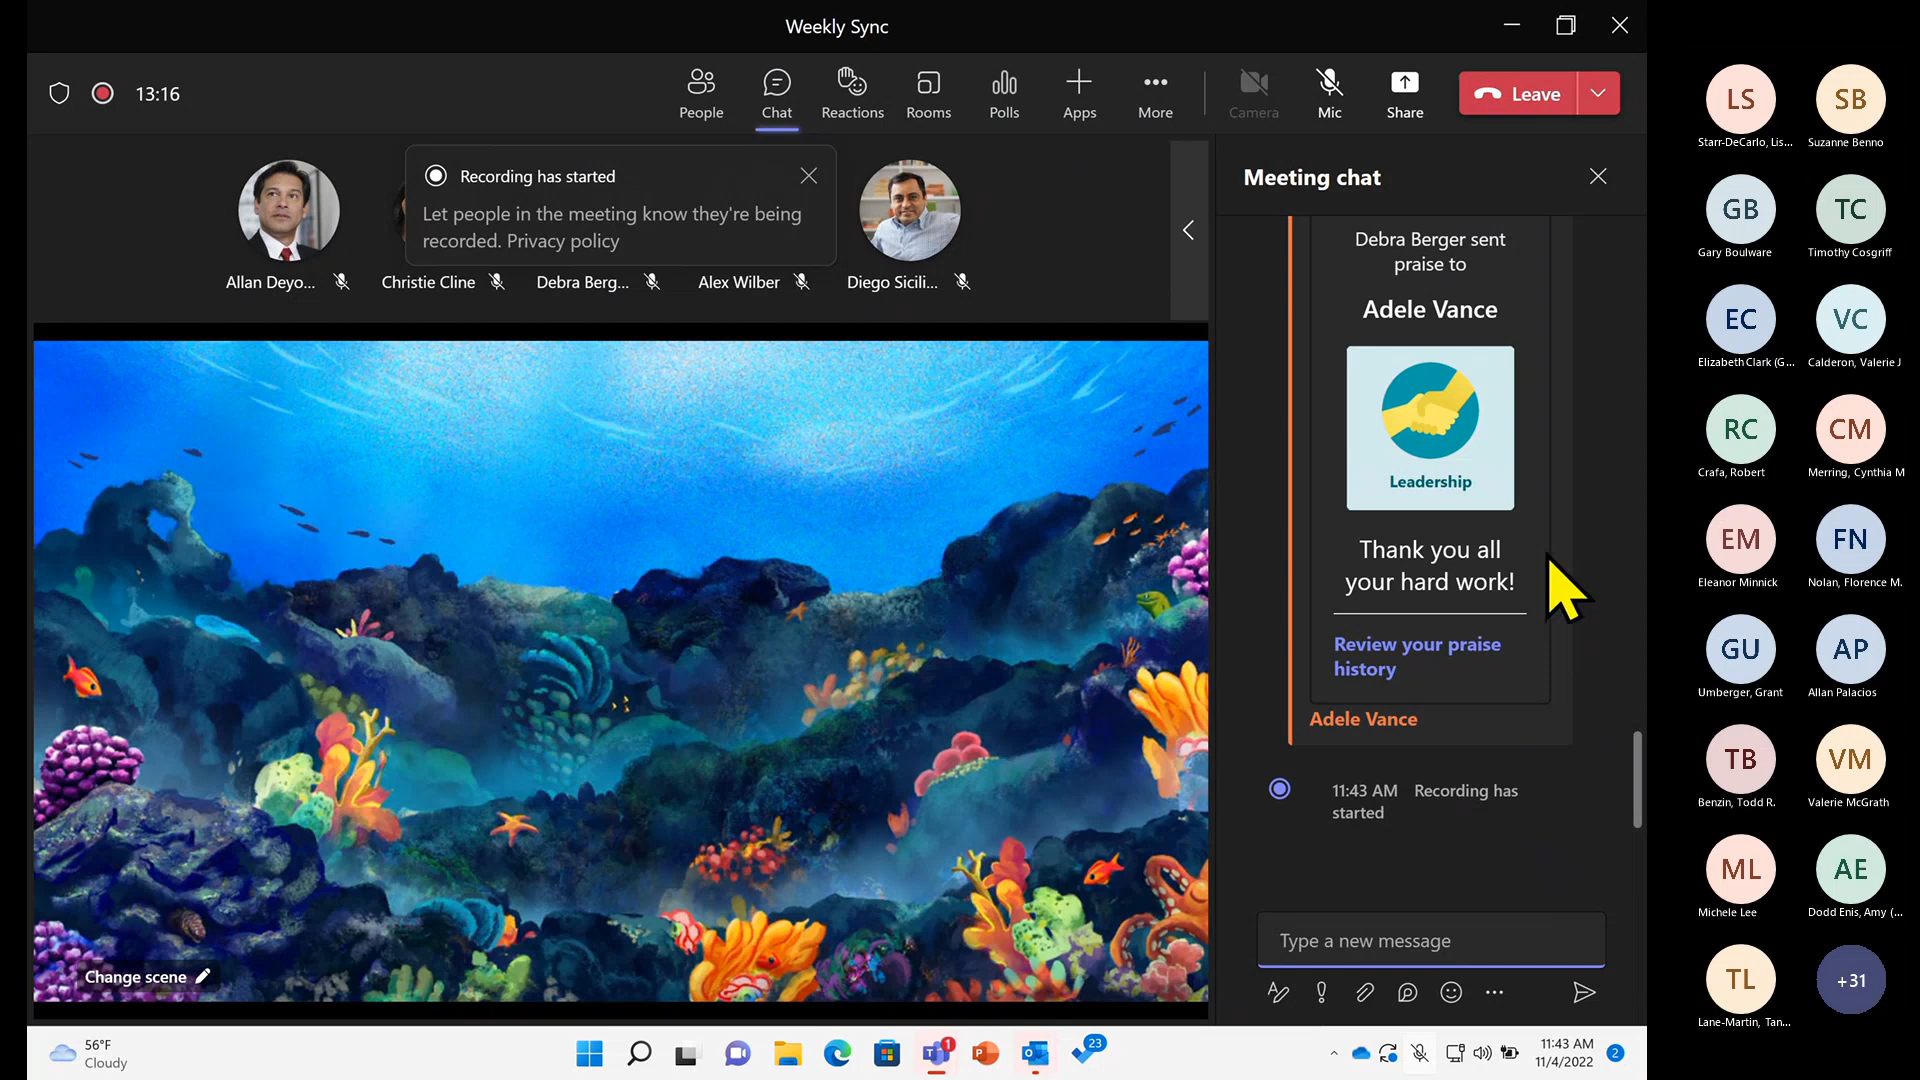 Weekly Sync
13:16
People
Chat
Reactions
Rooms
Polls
Apps
More
Camera
Mic
Share
Leave
Recording has started
Let people in the meeting know they're being
recorded. Privacy policy
Allan Deyo...
Christie Cline
Debra Berg...
Alex Wilber
Diego Sicili...
Change scene
Meeting chat
Debra Berger sent
praise to
Adele Vance
Leadership
Thank you all
your hard work!
Review your praise
history
Adele Vance
11:43 AM Recording has
started
Type a new message
LS
Starr-DeCarlo, Lis...
SB
Suzanne Benno
GB
Gary Boulware
TC
Timothy Cosgriff
EC
Elizabeth Clark (G...
VC
Calderon, Valerie J
RC
Crafa, Robert
CM
Merring, Cynthia M
EM
Eleanor Minnick
FN
Nolan, Florence M.
GU
Umberger, Grant
AP
Allan Palacios
TB
Benzin, Todd R.
VM
Valerie McGrath
ML
Michele Lee
AE
Dodd Enis, Amy (...
TL
Lane-Martin, Tan...
+31
56°F
Cloudy
1
23
11:43 AM
11/4/2022
2